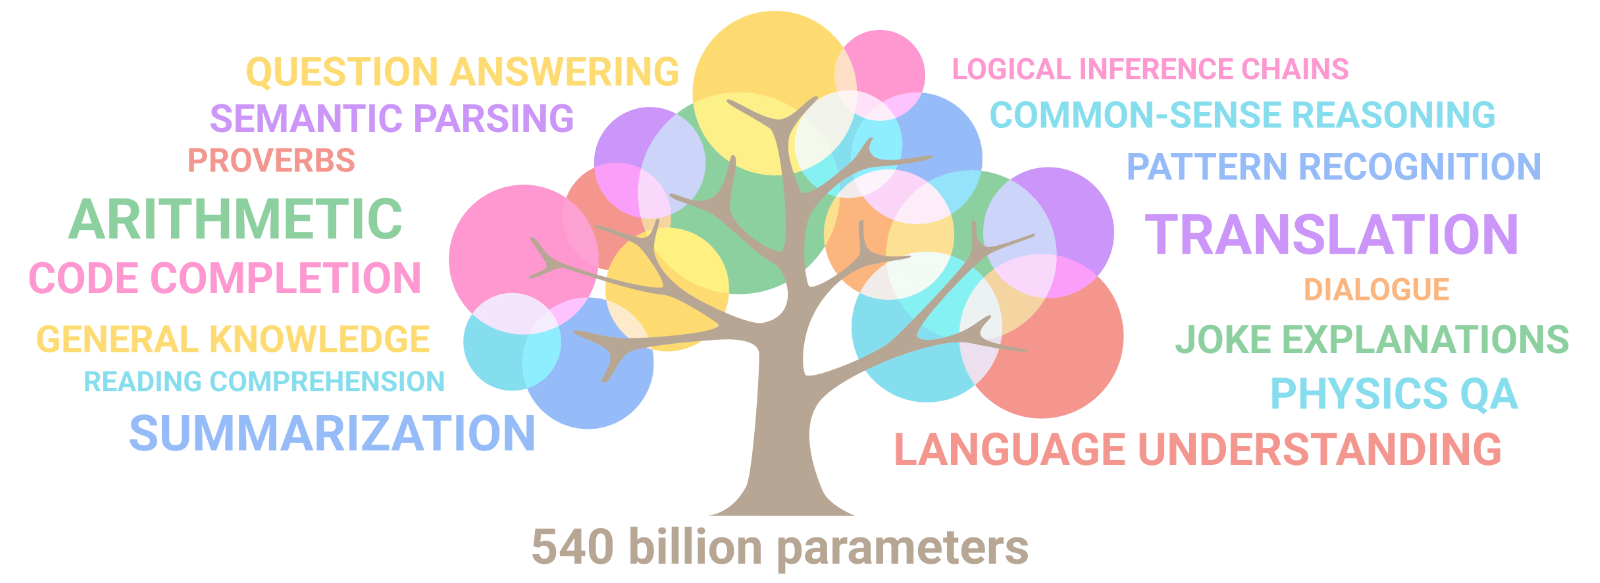 QUESTION ANSWERING
SEMANTIC PARSING
PROVERBS
ARITHMETIC
CODE COMPLETION
GENERAL KNOWLEDGE
READING COMPREHENSION
SUMMARIZATION
LOGICAL INFERENCE CHAINS
COMMON-SENSE REASONING
PATTERN RECOGNITION
TRANSLATION
DIALOGUE
JOKE EXPLANATIONS
PHYSICS QA
LANGUAGE UNDERSTANDING
540 billion parameters